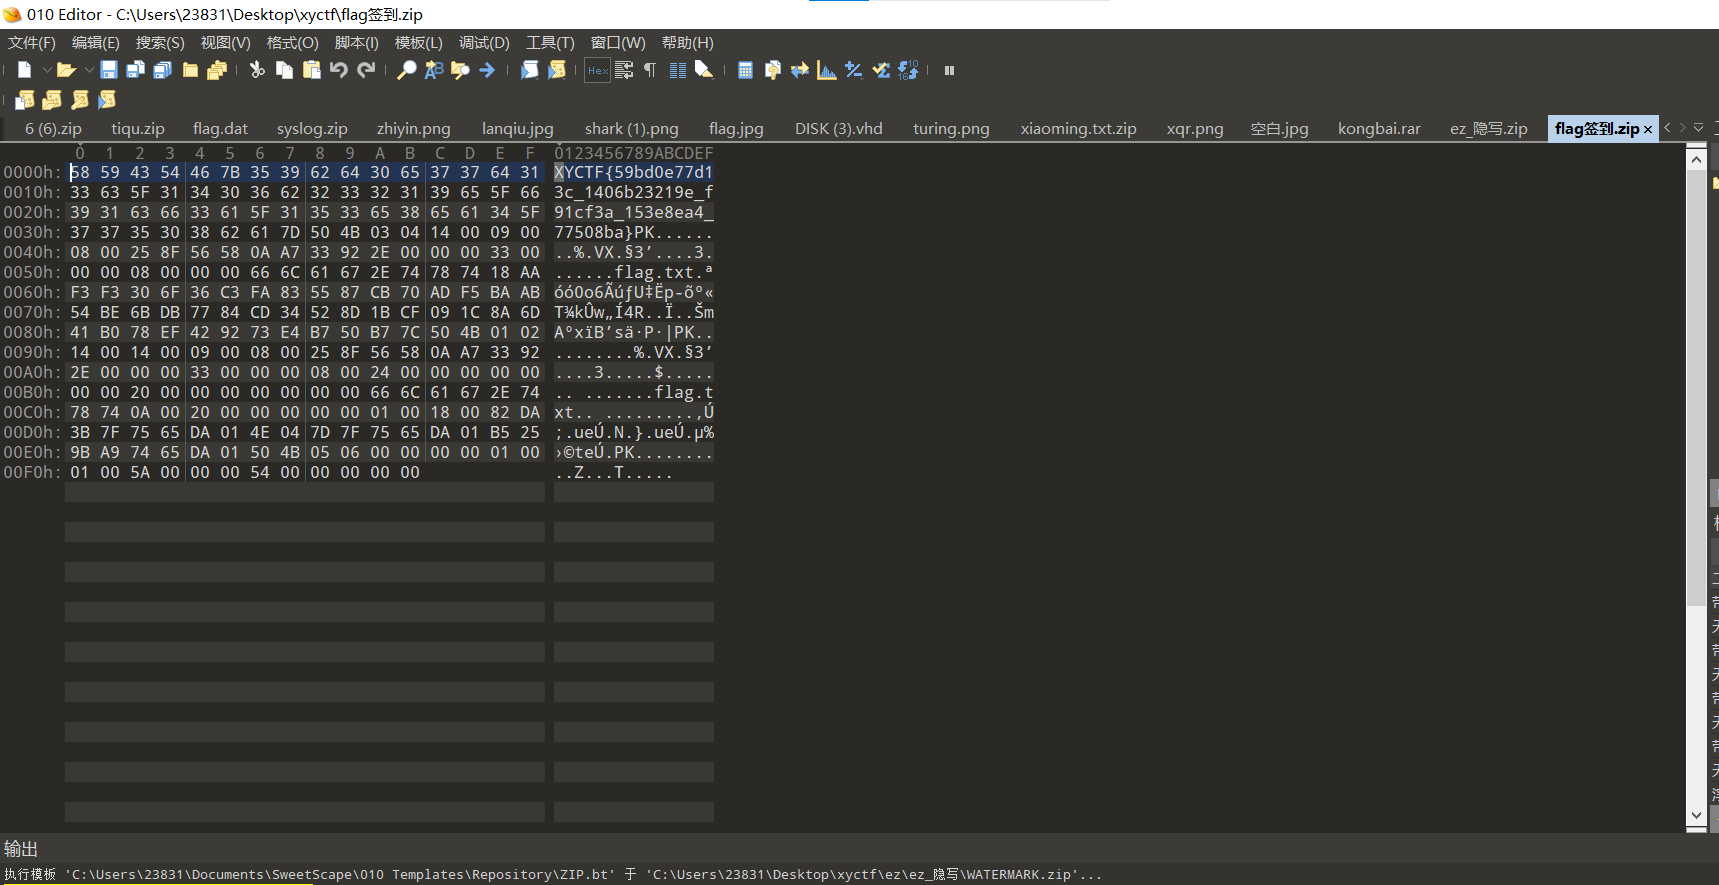 010 Editor - C:\Users\23831\Desktop\xyctf\flag签到.zip
文件(F) 编辑(E) 搜索(S) 视图(V) 格式(O) 脚本(I) 模板(L) 调试(D) 工具(T) 窗口(W) 帮助(H)
Hex
6 (6).zip tiqu.zip flag.dat syslog.zip zhiyin.png lanqiu.jpg shark (1).png flag.jpg DISK (3).vhd turing.png xiaoming.txt.zip xqr.png 空白.jpg kongbai.rar ez_隐写.zip flag签到.zip ×
0 1 2 3 4 5 6 7 8 9 A B C D E F 0123456789ABCDEF
0000h: 58 59 43 54 46 7B 35 39 62 64 30 65 37 37 64 31 XYCTF{59bd0e77d1
0010h: 33 63 5F 31 34 30 36 62 32 33 32 31 39 65 5F 66 3c_1406b23219e_f
0020h: 39 31 63 66 33 61 5F 31 35 33 65 38 65 61 34 5F 91cf3a_153e8ea4_
0030h: 37 37 35 30 38 62 61 7D 50 4B 03 04 14 00 09 00 77508ba}PK......
0040h: 08 00 25 8F 56 58 0A A7 33 92 2E 00 00 00 33 00 ..%.VX.§3’....3.
0050h: 00 00 08 00 00 00 66 6C 61 67 2E 74 78 74 18 AA ......flag.txt.ª
0060h: F3 F3 30 6F 36 C3 FA 83 55 87 CB 70 AD F5 BA AB óó0o6ÃúƒU‡Ëp-õº«
0070h: 54 BE 6B DB 77 84 CD 34 52 8D 1B CF 09 1C 8A 6D T¾kÛw„Í4R..Ï..Šm
0080h: 41 B0 78 EF 42 92 73 E4 B7 50 B7 7C 50 4B 01 02 A°xïB’sä·P·|PK..
0090h: 14 00 14 00 09 00 08 00 25 8F 56 58 0A A7 33 92 ........%.VX.§3’
00A0h: 2E 00 00 00 33 00 00 00 08 00 24 00 00 00 00 00 ....3.....$.....
00B0h: 00 00 20 00 00 00 00 00 00 00 66 6C 61 67 2E 74 .. .......flag.t
00C0h: 78 74 0A 00 20 00 00 00 00 00 01 00 18 00 82 DA xt.. .........‚Ú
00D0h: 3B 7F 75 65 DA 01 4E 04 7D 7F 75 65 DA 01 B5 25 ;.ueÚ.N.}.ueÚ.µ%
00E0h: 9B A9 74 65 DA 01 50 4B 05 06 00 00 00 00 01 00 ›©teÚ.PK........
00F0h: 01 00 5A 00 00 00 54 00 00 00 00 00 ..Z...T.....
输出
执行模板 'C:\Users\23831\Documents\SweetScape\010 Templates\Repository\ZIP.bt' 于 'C:\Users\23831\Desktop\xyctf\ez\ez_隐写\WATERMARK.zip'...